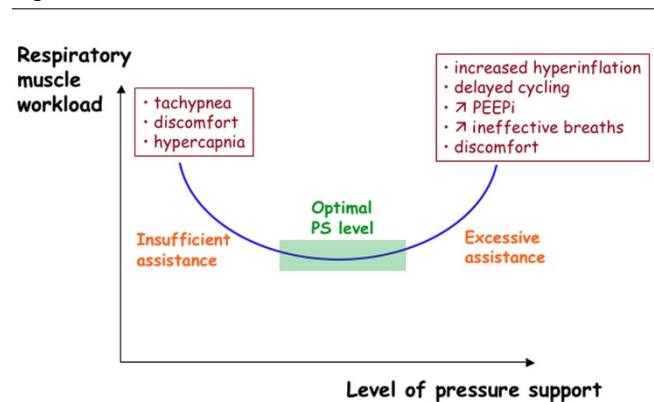 Respiratory
muscle
workload
· tachypnea
· discomfort
· hypercapnia
· increased hyperinflation
· delayed cycling
· ↗ PEEPi
· ↗ ineffective breaths
· discomfort
Optimal
PS level
Insufficient
assistance
Excessive
assistance
Level of pressure support